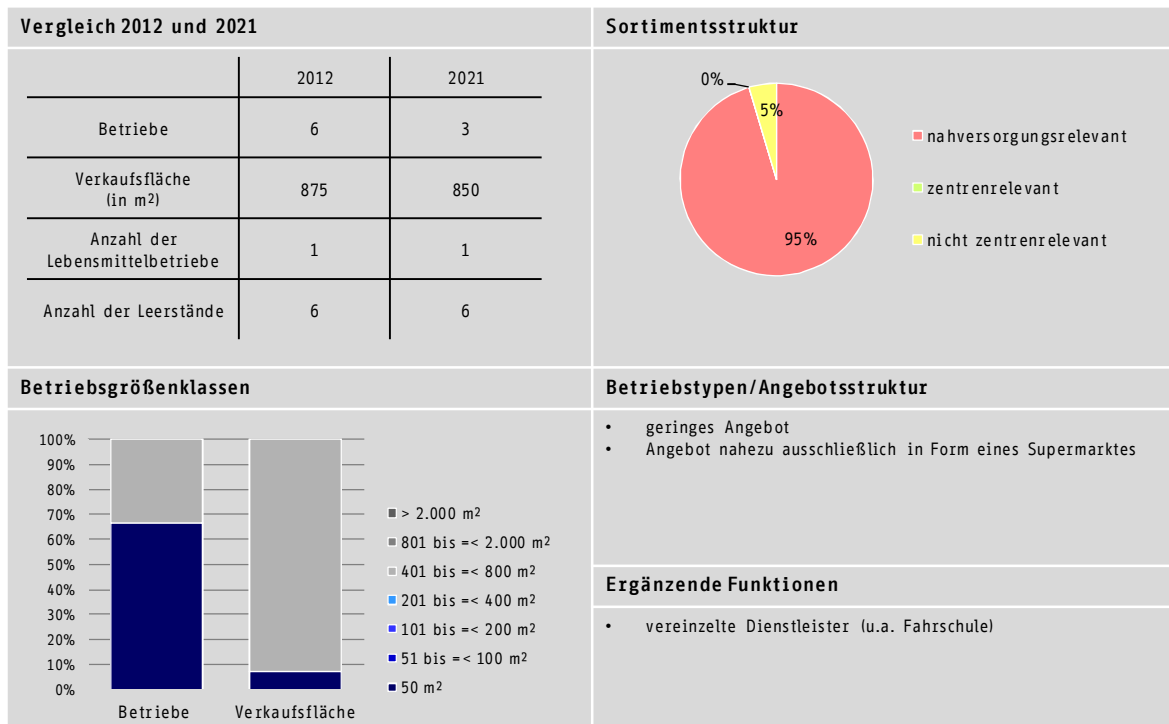 Vergleich 2012 und 2021
2012 2021
Betriebe 6 3
Verkaufsfläche
(in m²) 875 850
Anzahl der
Lebensmittelbetriebe 1 1
Anzahl der Leerstände 6 6
Sortimentsstruktur
0%
5%
95%
nahversorgungsrelevant
zentrenrelevant
nicht zentrenrelevant
Betriebsgrößenklassen
100%
90%
80%
70%
60%
50%
40%
30%
20%
10%
0%
Betriebe Verkaufsfläche
> 2.000 m²
801 bis =< 2.000 m²
401 bis =< 800 m²
201 bis =< 400 m²
101 bis =< 200 m²
51 bis =< 100 m²
50 m²
Betriebstypen/Angebotsstruktur
• geringes Angebot
• Angebot nahezu ausschließlich in Form eines Supermarktes
Ergänzende Funktionen
• vereinzelte Dienstleister (u.a. Fahrschule)